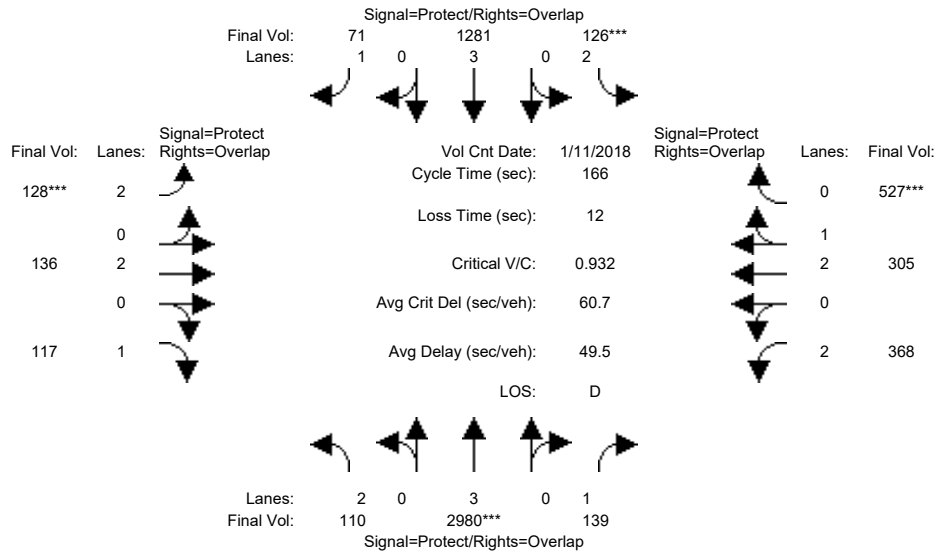 Signal=Protect/Rights=Overlap
Final Vol: 71 1281 126***
Lanes: 1 0 3 0 2
Signal=Protect
Final Vol: Lanes: Rights=Overlap
Vol Cnt Date: 1/11/2018
Signal=Protect
Rights=Overlap Lanes: Final Vol:
Cycle Time (sec): 166
128*** 2
0 527***
Loss Time (sec): 12
0
1
136 2
Critical V/C: 0.932
2 305
0
Avg Crit Del (sec/veh): 60.7
0
117 1
Avg Delay (sec/veh): 49.5
2 368
LOS: D
Lanes: 2 0 3 0 1
Final Vol: 110 2980*** 139
Signal=Protect/Rights=Overlap